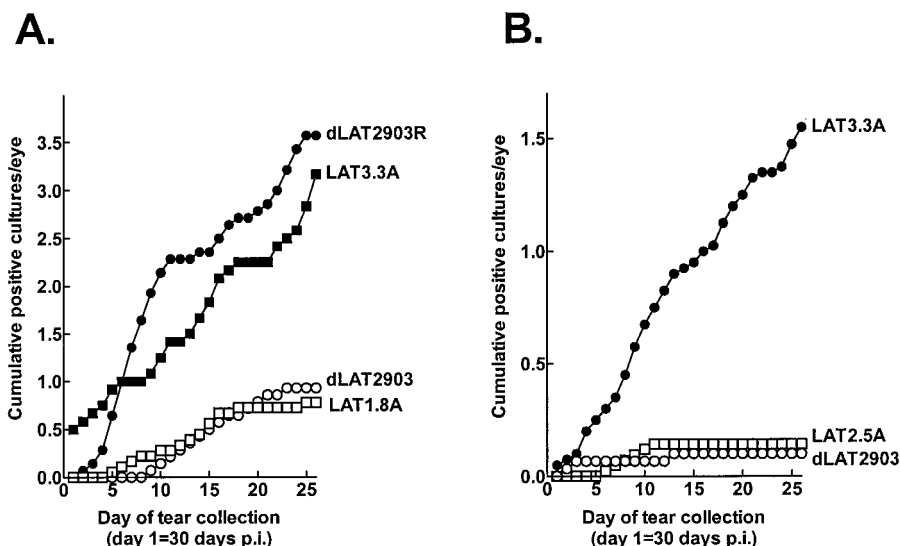 A.
Cumulative positive cultures/eye
3.5
3.0
2.5
2.0
1.5
1.0
0.5
0.0
0 5 10 15 20 25
dLAT2903R
LAT3.3A
dLAT2903
LAT1.8A
Day of tear collection
(day 1=30 days p.i.)
B.
Cumulative positive cultures/eye
1.5
1.0
0.5
0.0
0 5 10 15 20 25
LAT3.3A
LAT2.5A
dLAT2903
Day of tear collection
(day 1=30 days p.i.)